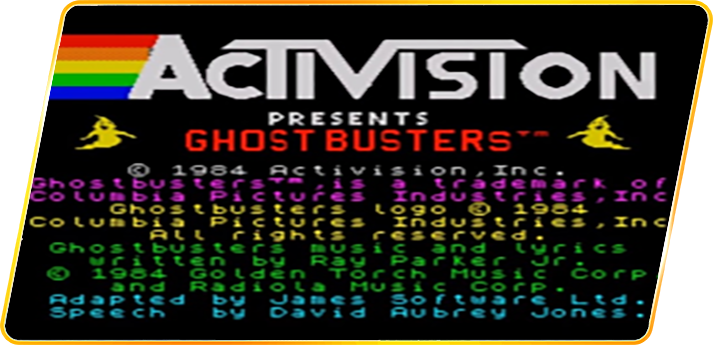 ACTIVISION
PRESENTS
GHOSTBUSTERS™
© 1984 Activision,Inc.
Ghostbusters™,is a trademark of
Columbia Pictures Industries,Inc
Ghostbusters logo © 1984
Columbia Pictures Industries,Inc
All rights reserved.
Ghostbusters music and lyrics
written by Ray Parker Jr.
© 1984 Golden Torch Music Corp
and Radiola Music Corp.
Adapted by James Software Ltd.
Speech by David Aubrey Jones.